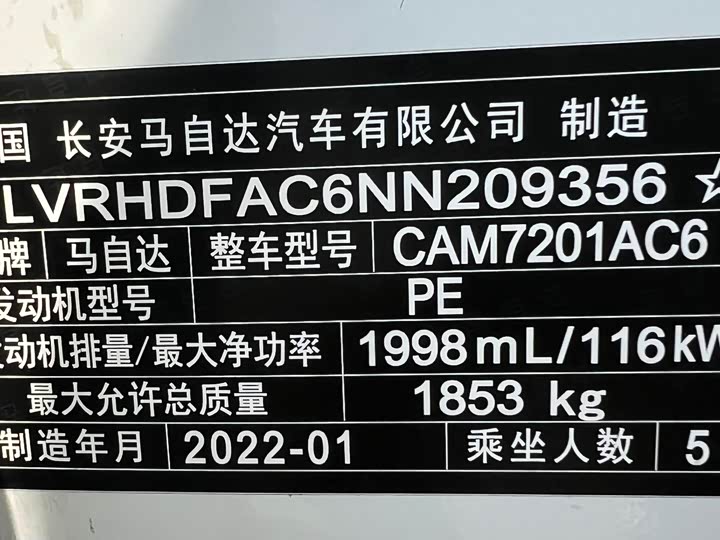 国 长安马自达汽车有限公司 制造
LVRHDFAC6NN209356☆
牌 马自达 整车型号 CAM7201AC6
发动机型号 PE
发动机排量/最大净功率 1998mL/116kW
最大允许总质量 1853 kg
制造年月 2022-01 乘坐人数 5